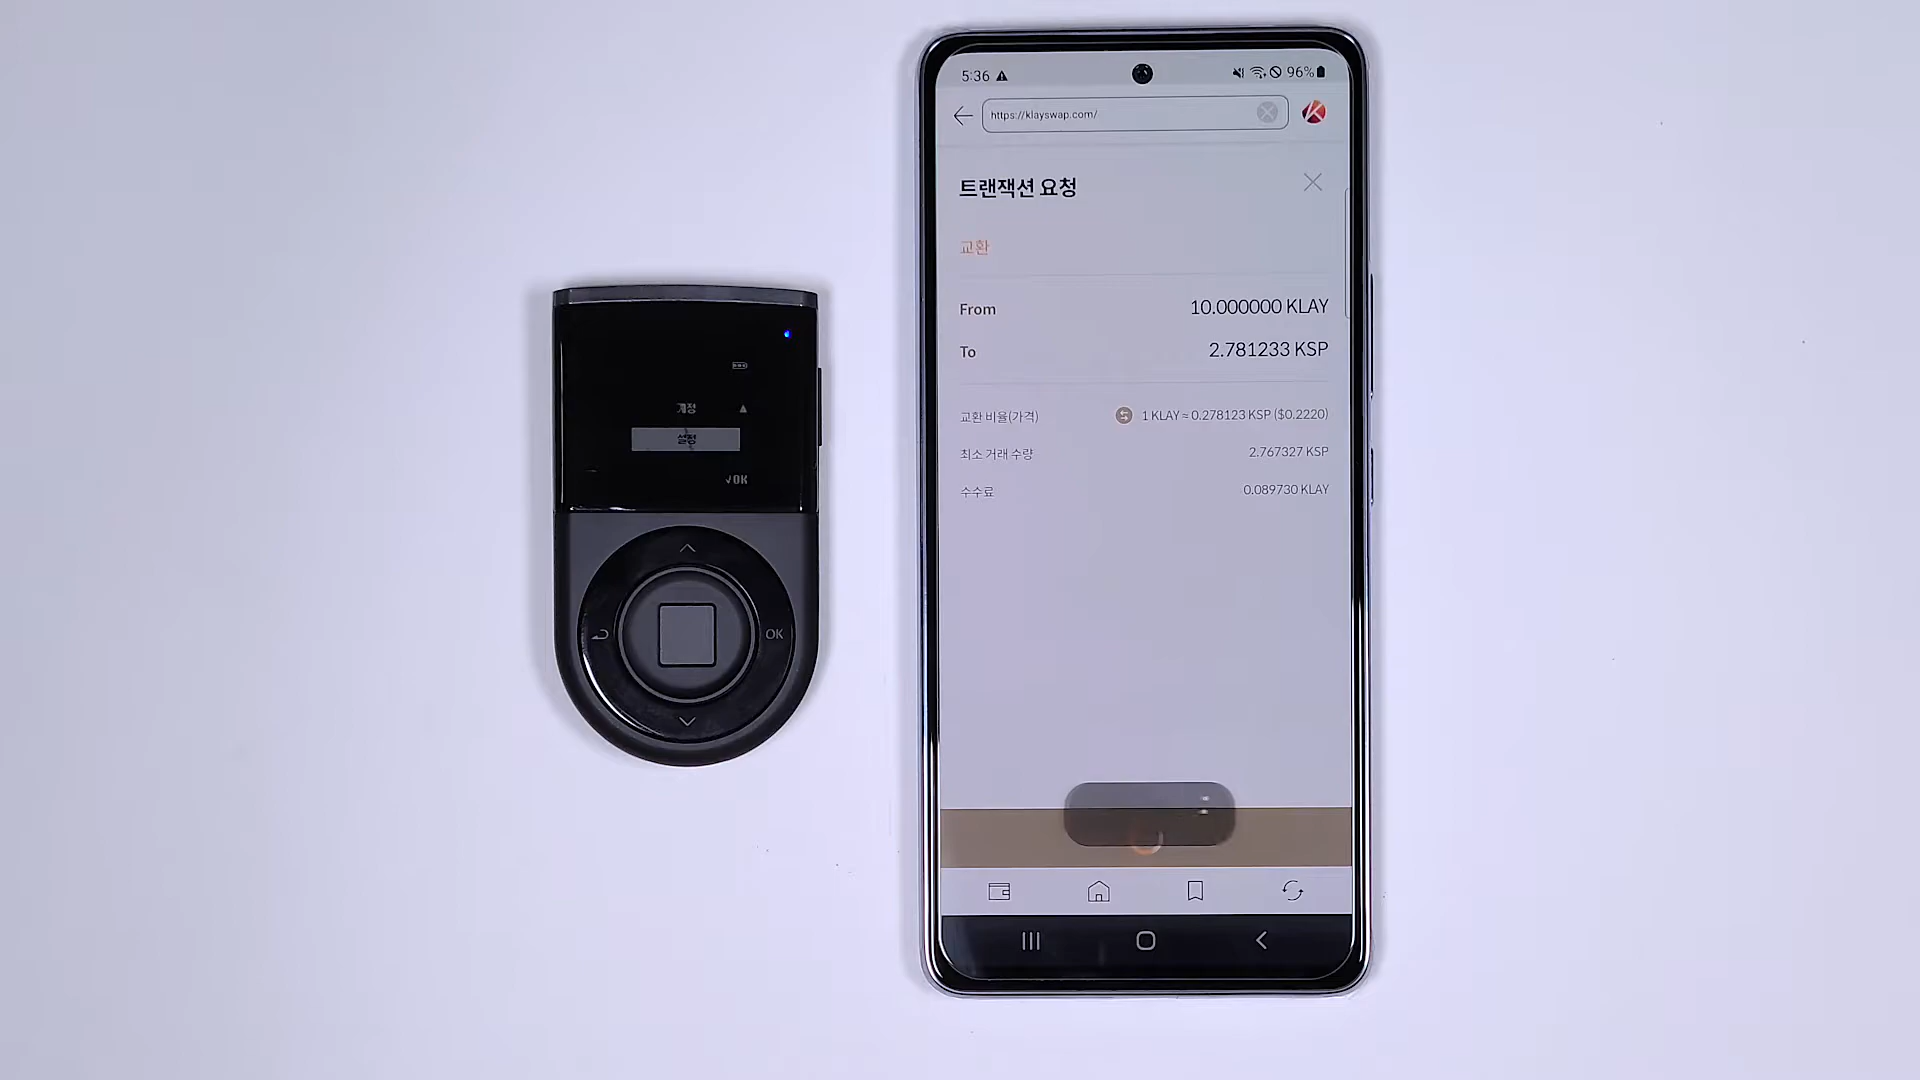 계정
설정
√OK
OK
5:36
96%
https://klayswap.com/
트랜잭션 요청
교환
From 10.000000 KLAY
To 2.781233 KSP
교환 비율(가격) 1 KLAY ≈ 0.278123 KSP ($0.2220)
최소 거래 수량 2.767327 KSP
수수료 0.089730 KLAY